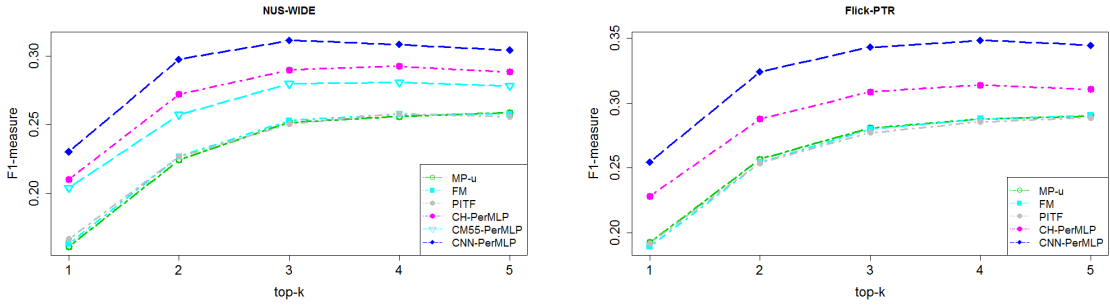 NUS-WIDE
F1-measure
0.30
0.25
0.20
MP-u
FM
PITF
CH-PerMLP
CM55-PerMLP
CNN-PerMLP
1 2 3 4 5
top-k
Flick-PTR
F1-measure
0.35
0.30
0.25
0.20
MP-u
FM
PITF
CH-PerMLP
CNN-PerMLP
1 2 3 4 5
top-k